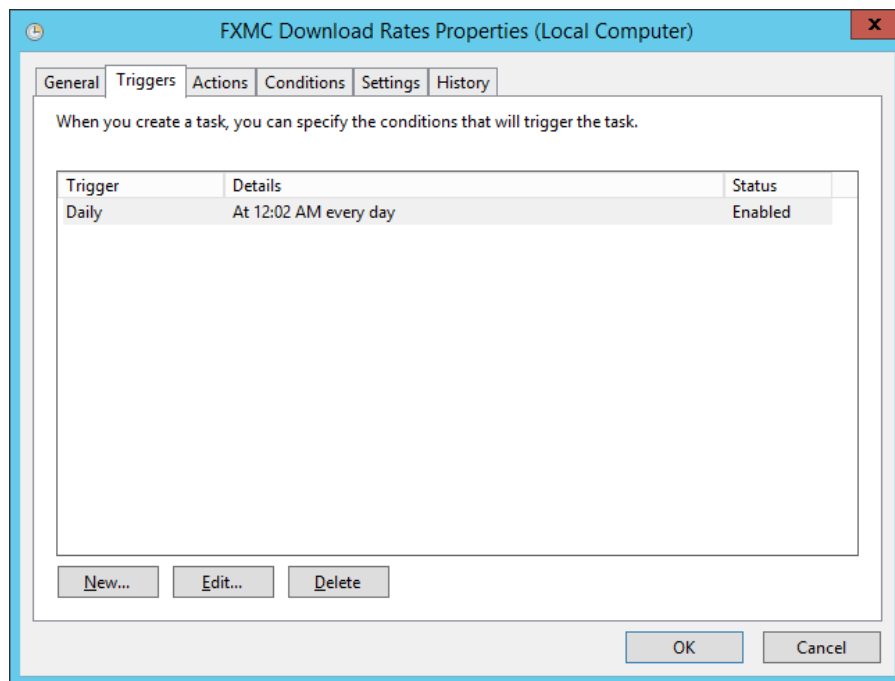 FXMC Download Rates Properties (Local Computer)
x
General Triggers Actions Conditions Settings History
When you create a task, you can specify the conditions that will trigger the task.
Trigger Details Status
Daily At 12:02 AM every day Enabled
New... Edit... Delete
OK Cancel